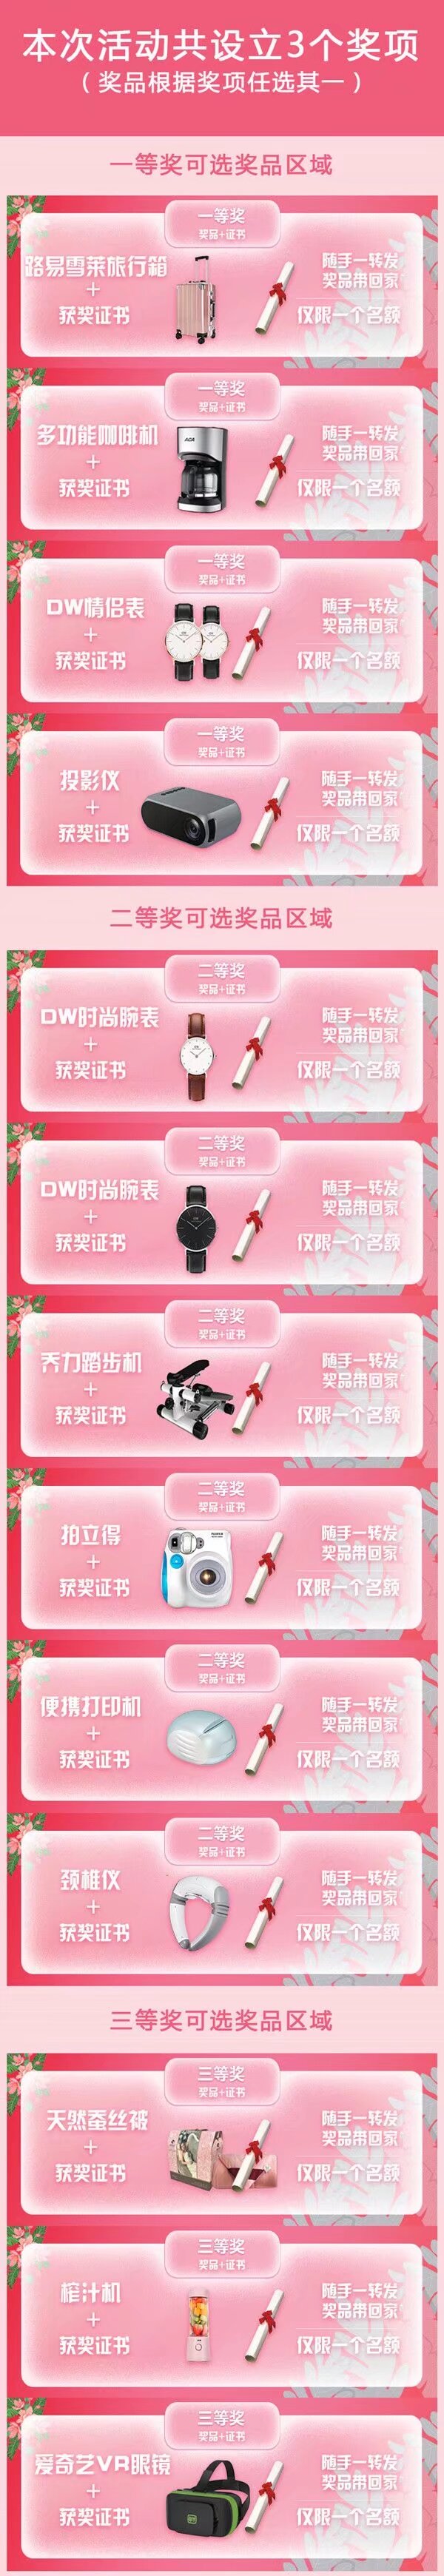 本次活动共设立3个奖项
（奖品根据奖项任选其一）
一等奖可选奖品区域
一等奖
奖品+证书
路易雪莱旅行箱
+
获奖证书
随手一转发
奖品带回家
仅限一个名额
一等奖
奖品+证书
多功能咖啡机
+
获奖证书
ACA
随手一转发
奖品带回家
仅限一个名额
一等奖
奖品+证书
DW情侣表
+
获奖证书
随手一转发
奖品带回家
仅限一个名额
一等奖
奖品+证书
投影仪
+
获奖证书
随手一转发
奖品带回家
仅限一个名额
二等奖可选奖品区域
二等奖
奖品+证书
DW时尚腕表
+
获奖证书
随手一转发
奖品带回家
仅限一个名额
二等奖
奖品+证书
DW时尚腕表
+
获奖证书
随手一转发
奖品带回家
仅限一个名额
二等奖
奖品+证书
乔力踏步机
+
获奖证书
随手一转发
奖品带回家
仅限一个名额
二等奖
奖品+证书
拍立得
+
获奖证书
随手一转发
奖品带回家
仅限一个名额
二等奖
奖品+证书
便携打印机
+
获奖证书
随手一转发
奖品带回家
仅限一个名额
二等奖
奖品+证书
颈椎仪
+
获奖证书
随手一转发
奖品带回家
仅限一个名额
三等奖可选奖品区域
三等奖
奖品+证书
天然蚕丝被
+
获奖证书
随手一转发
奖品带回家
仅限一个名额
三等奖
奖品+证书
榨汁机
+
获奖证书
随手一转发
奖品带回家
仅限一个名额
三等奖
奖品+证书
爱奇艺VR眼镜
+
获奖证书
随手一转发
奖品带回家
仅限一个名额